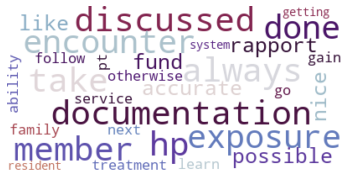 getting
like discussed done
encounter rapport
follow pt system gain
ability otherwise fund always
take accurate go nice
service
documentation
family next hp exposure
member possible
resident treatment learn